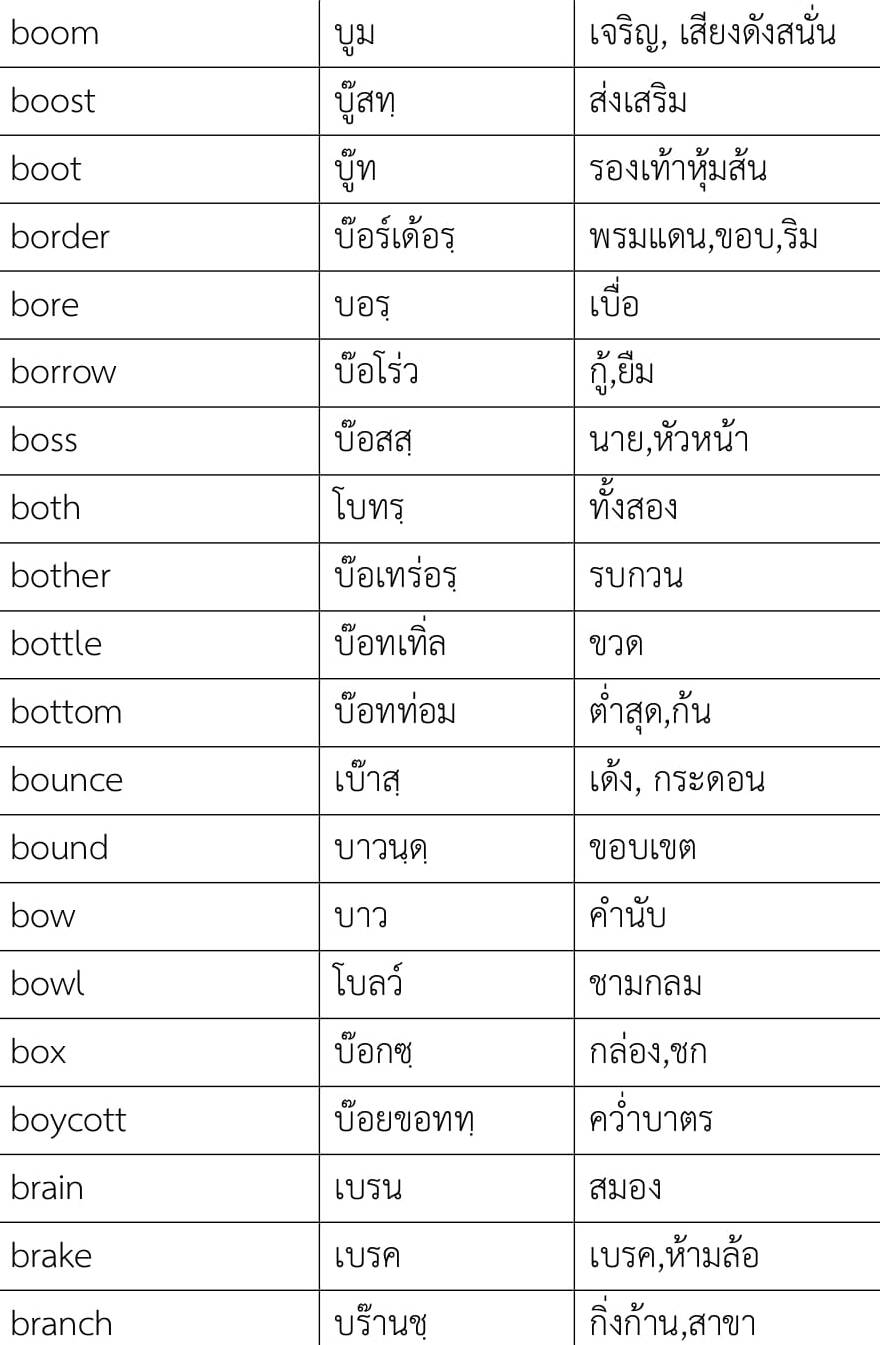 boom บูม เจริญ, เสียงดังสนั่น
boost บู๊สทฺ ส่งเสริม
boot บู๊ท รองเท้าหุ้มส้น
border บ๊อร์เด้อรฺ พรมแดน,ขอบ,ริม
bore บอรฺ เบื่อ
borrow บ๊อโร่ว กู้,ยืม
boss บ๊อสสฺ นาย,หัวหน้า
both โบทรฺ ทั้งสอง
bother บ๊อเทร่อรฺ รบกวน
bottle บ๊อทเทิ่ล ขวด
bottom บ๊อทท่อม ต่ำสุด,ก้น
bounce เบ๊าสฺ เด้ง, กระดอน
bound บาวนฺดฺ ขอบเขต
bow บาว คำนับ
bowl โบลว์ ชามกลม
box บ๊อกซฺ กล่อง,ชก
boycott บ๊อยขอททฺ คว่ำบาตร
brain เบรน สมอง
brake เบรค เบรค,ห้ามล้อ
branch บร๊านชฺ กิ่งก้าน,สาขา